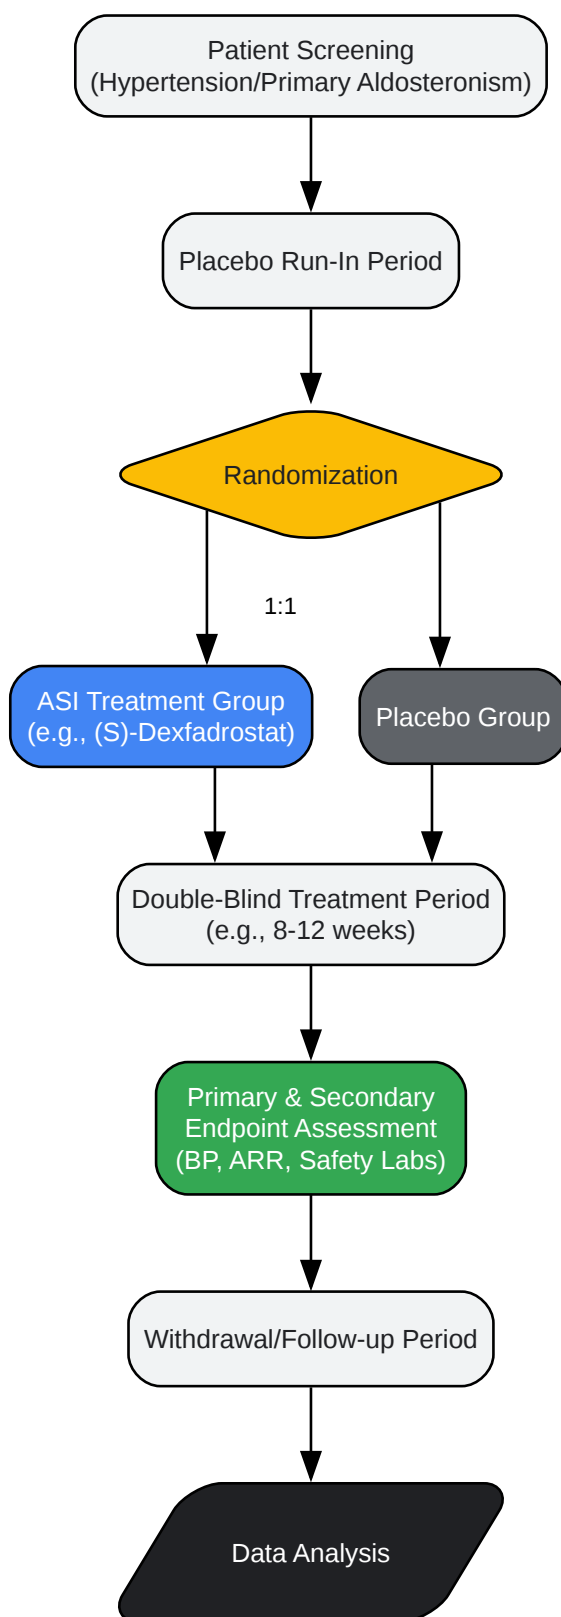 Patient Screening
(Hypertension/Primary Aldosteronism)
Placebo Run-In Period
Randomization
1:1
ASI Treatment Group
(e.g., (S)-Dexfadrostat)
Placebo Group
Double-Blind Treatment Period
(e.g., 8-12 weeks)
Primary & Secondary
Endpoint Assessment
(BP, ARR, Safety Labs)
Withdrawal/Follow-up Period
Data Analysis